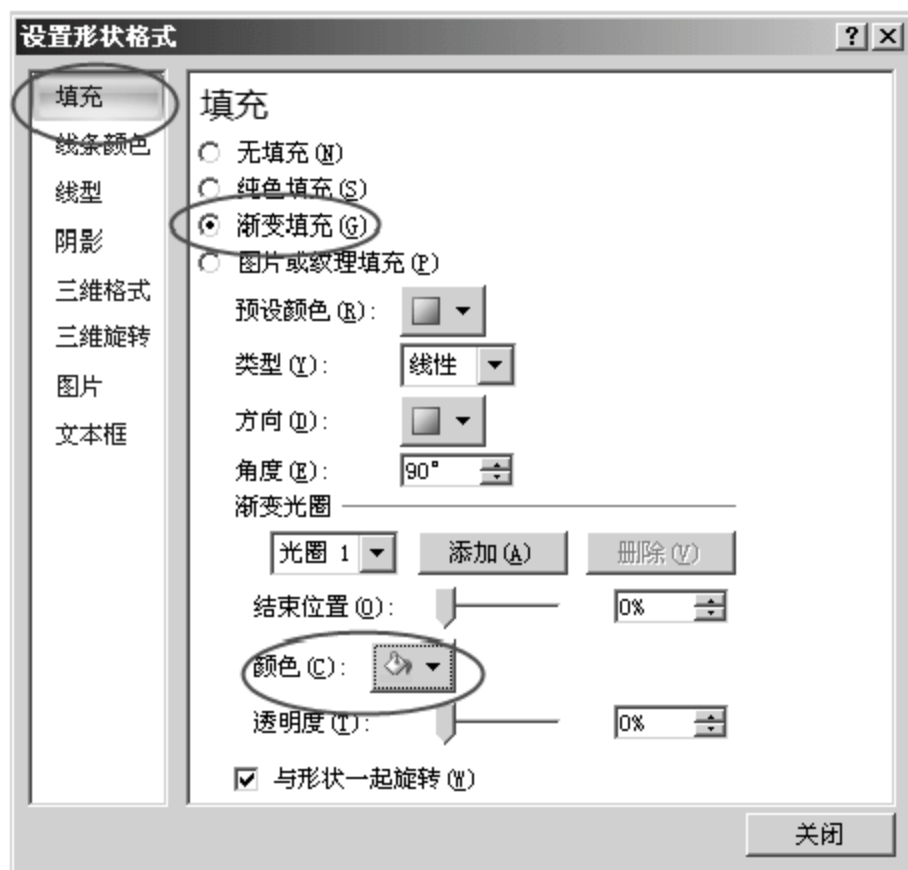 设置形状格式
填充
线条颜色
线型
阴影
三维格式
三维旋转
图片
文本框
填充
无填充(N)
纯色填充(S)
渐变填充(G)
图片或纹理填充(P)
预设颜色(R):
类型(Y): 线性
方向(D):
角度(E): 90°
渐变光圈
光圈 1 添加(A) 删除(V)
结束位置(O): 0%
颜色(C):
透明度(T): 0%
与形状一起旋转(W)
关闭